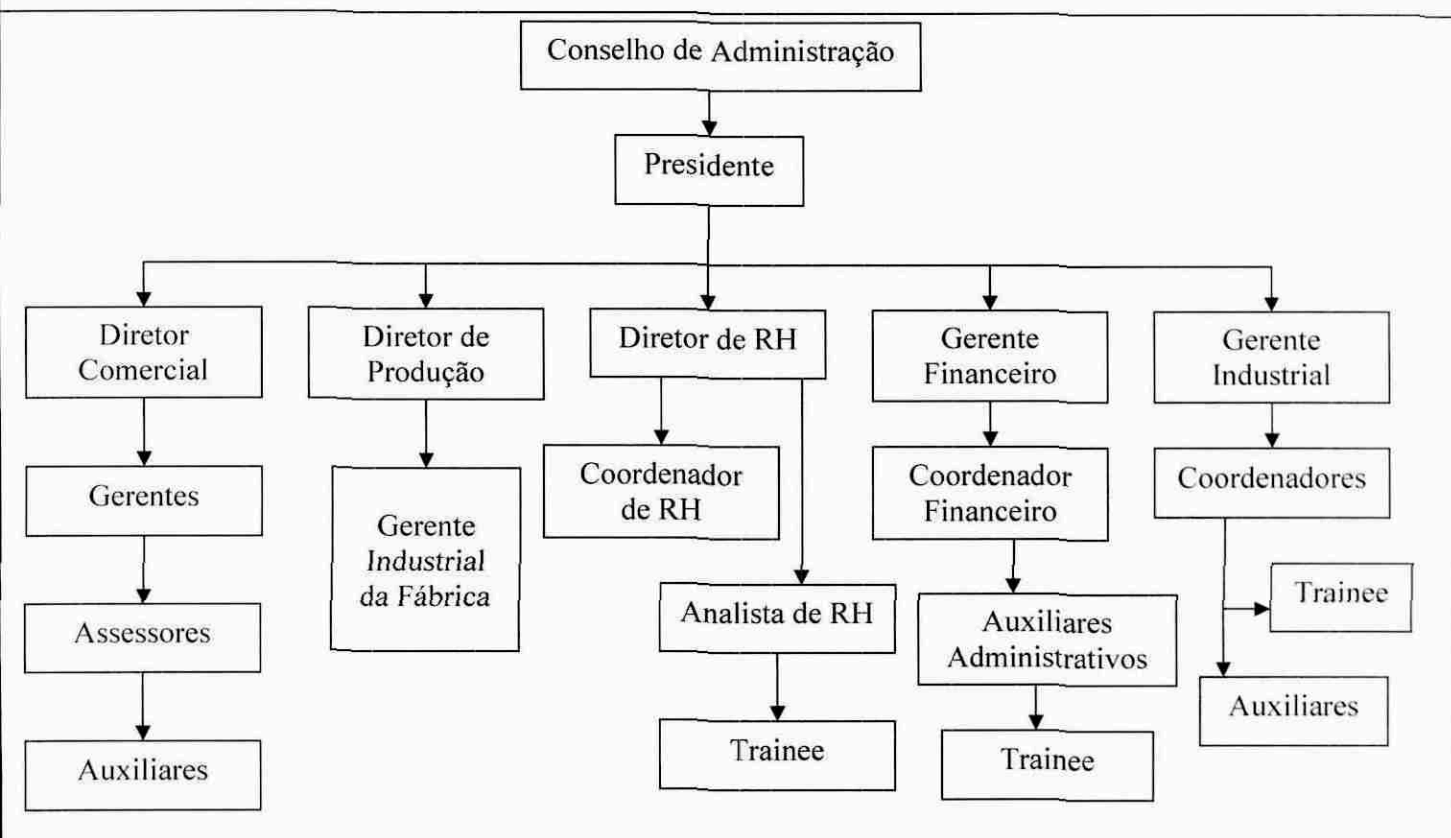 Conselho de Administração
Presidente
Diretor
Comercial
Diretor de
Produção
Diretor de RH
Gerente
Financeiro
Gerente
Industrial
Gerentes
Gerente
Industrial
da Fábrica
Coordenador
de RH
Coordenador
Financeiro
Coordenadores
Assessores
Analista de RH
Auxiliares
Administrativos
Trainee
Auxiliares
Auxiliares
Trainee
Trainee